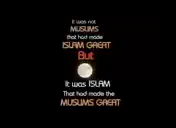 It was not
MUSLIMS
that had made
ISLAM GREAT
But
It was ISLAM
That had made the
MUSLIMS GREAT